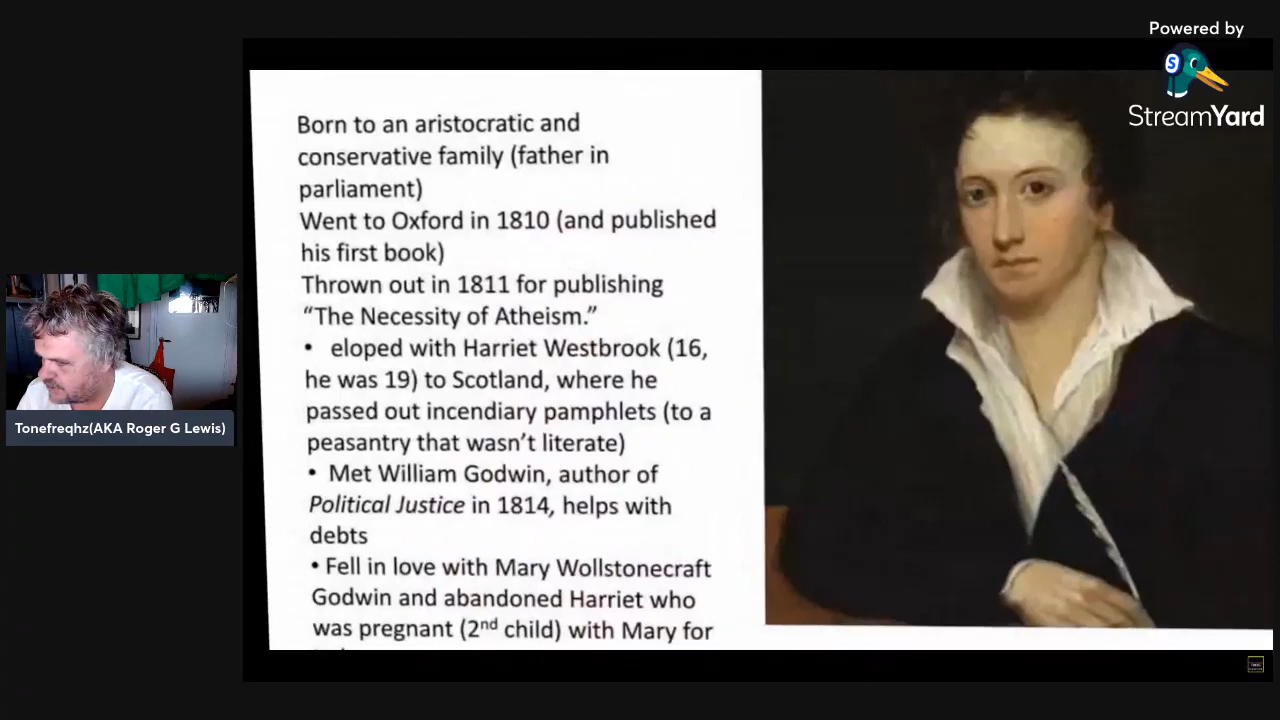 Powered by
S
StreamYard
Born to an aristocratic and
conservative family (father in
parliament)
Went to Oxford in 1810 (and published
his first book)
Thrown out in 1811 for publishing
“The Necessity of Atheism.”
• eloped with Harriet Westbrook (16,
he was 19) to Scotland, where he
passed out incendiary pamphlets (to a
peasantry that wasn’t literate)
• Met William Godwin, author of
Political Justice in 1814, helps with
debts
• Fell in love with Mary Wollstonecraft
Godwin and abandoned Harriet who
was pregnant (2nd child) with Mary for
Tonefreqhz(AKA Roger G Lewis)